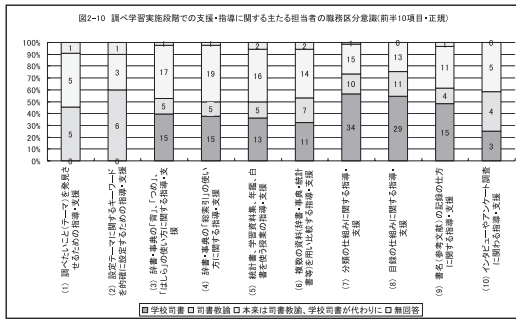 図2-10 調べ学習実施段階での支援・指導に関する主たる担当者の職務区分意識(前半10項目・正規)
100%
90%
80%
70%
60%
50%
40%
30%
20%
10%
0%
1
5
5
0
1
3
6
0
1
17
5
15
1
19
5
15
2
16
5
13
2
14
7
11
1
15
10
34
0
13
11
29
1
11
4
15
0
5
4
3
(1) 調べたいこと(テーマ)を発見さ
せるための指導・支援
(2) 設定テーマに関するキーワード
を的確に設定するための指導・支援
(3) 辞書・事典の「背」、「つめ」、
「はしら」の使い方に関する指導・支
援
(4) 辞書・事典の「総索引」の使い
方に関する指導・支援
(5) 統計書、学習資料集、年鑑、白
書を使う授業の指導・支援
(6) 複数の資料(辞書・事典・統計
書等)を用い比較する指導・支援
(7) 分類の仕組みに関する指導・
支援
(8) 目録の仕組みに関する指導・
支援
(9) 書名(参考文献)の記録の仕方
に関する指導・支援
(10) インタビューやアンケート調査
に関わる指導・支援
学校司書 司書教諭 本来は司書教諭、学校司書が代わりに 無回答